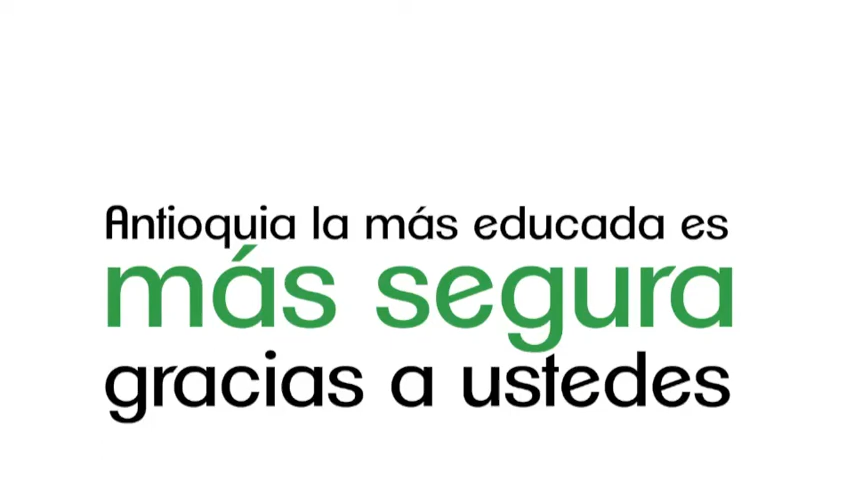 Antioquia la más educada es
más segura
gracias a ustedes